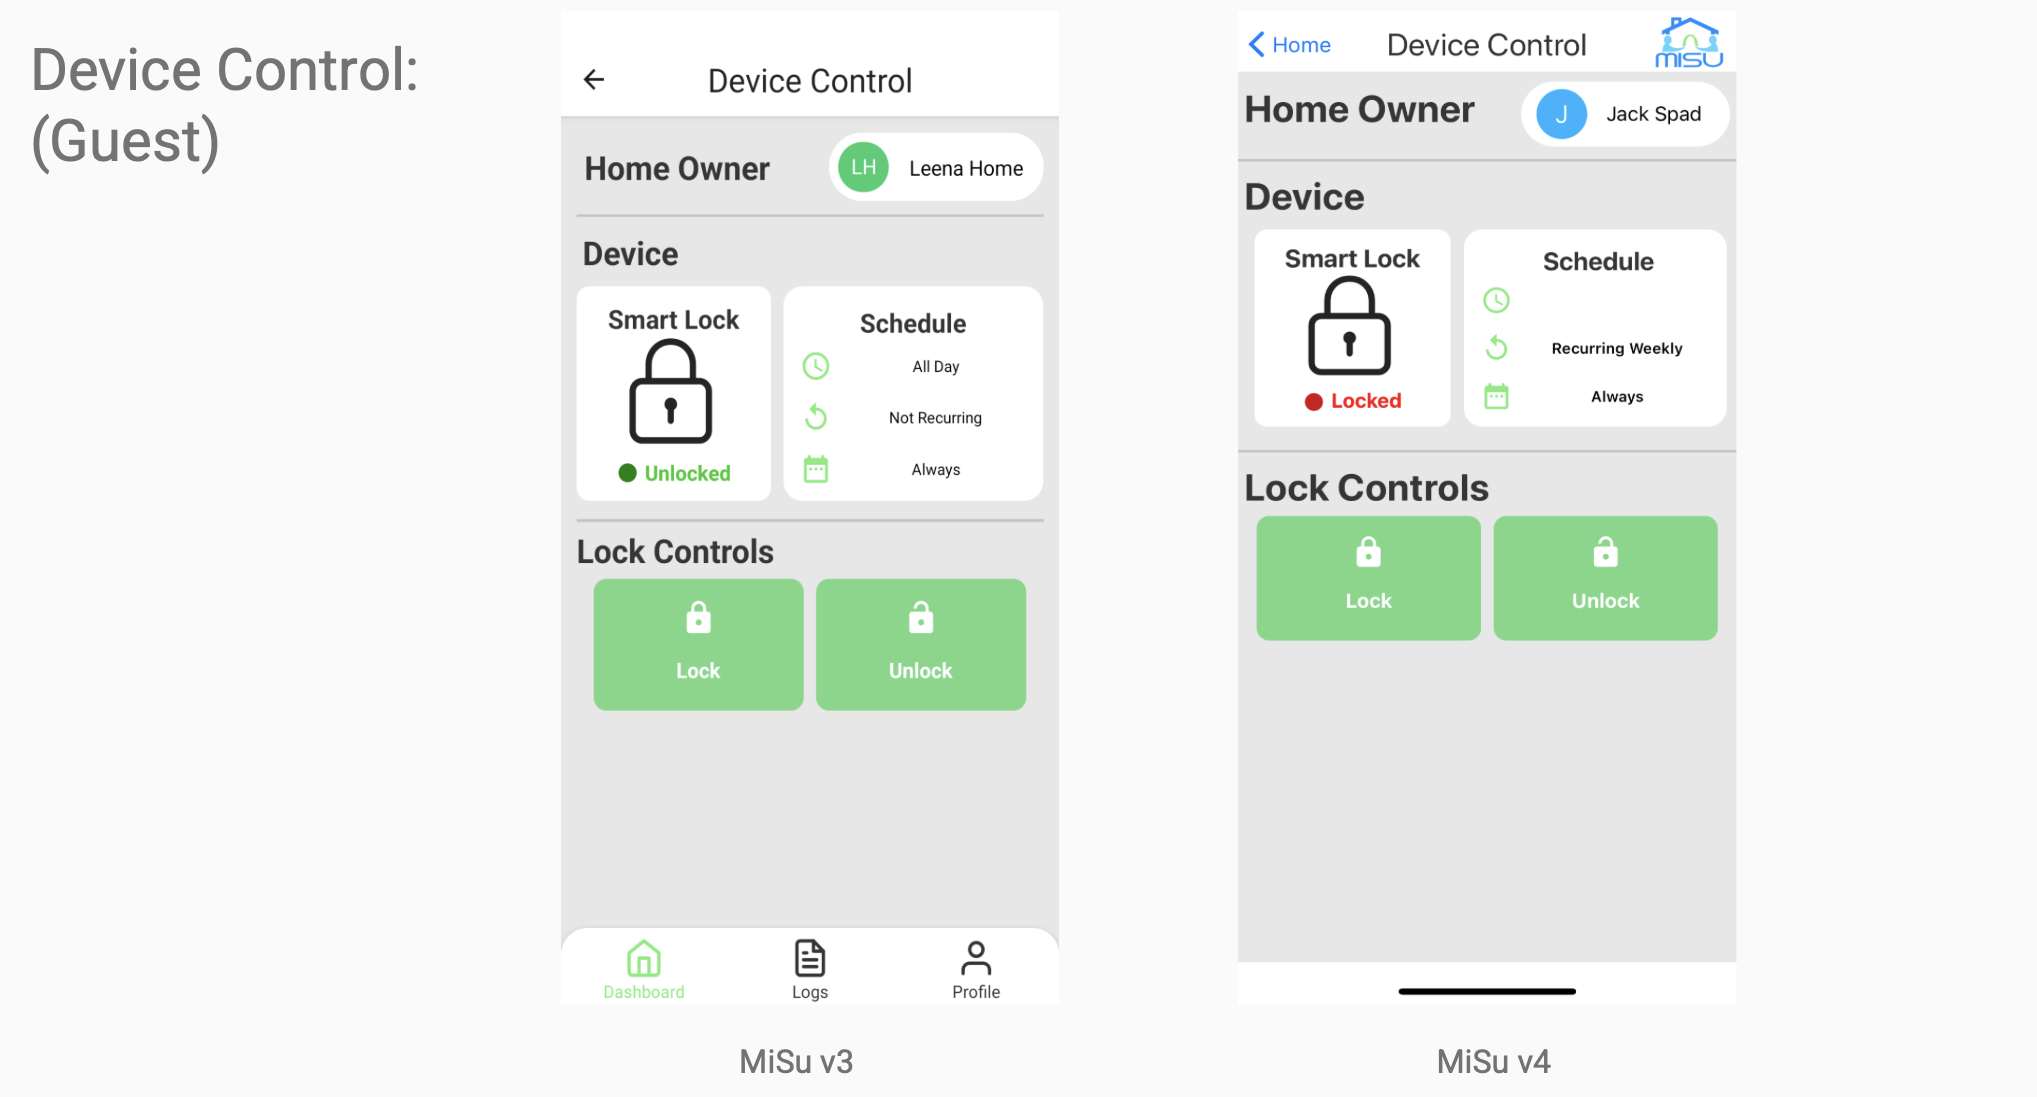 Device Control:
(Guest)
Device Control
Home Owner
LH
Leena Home
Device
Smart Lock
Unlocked
Schedule
All Day
Not Recurring
Always
Lock Controls
Lock
Unlock
Dashboard
Logs
Profile
MiSu v3
Home
Device Control
MISU
Home Owner
J
Jack Spad
Device
Smart Lock
Locked
Schedule
Recurring Weekly
Always
Lock Controls
Lock
Unlock
MiSu v4